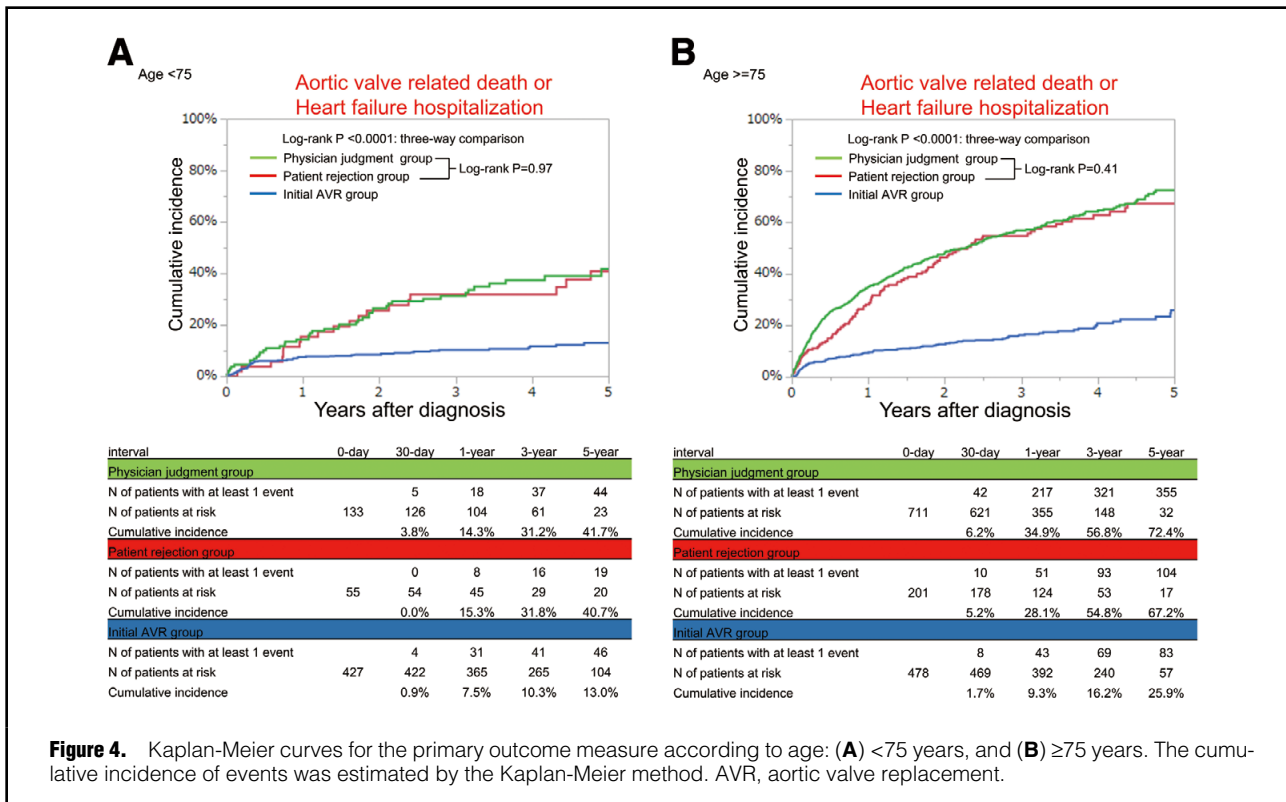 A
Age <75
Aortic valve related death or
Heart failure hospitalization
100%
80%
60%
40%
20%
0%
Cumulative incidence
Log-rank P <0.0001: three-way comparison
Physician judgment group
Patient rejection group
Log-rank P=0.97
Initial AVR group
0 1 2 3 4 5
Years after diagnosis
interval 0-day 30-day 1-year 3-year 5-year
Physician judgment group
N of patients with at least 1 event 5 18 37 44
N of patients at risk 133 126 104 61 23
Cumulative incidence 3.8% 14.3% 31.2% 41.7%
Patient rejection group
N of patients with at least 1 event 0 8 16 19
N of patients at risk 55 54 45 29 20
Cumulative incidence 0.0% 15.3% 31.8% 40.7%
Initial AVR group
N of patients with at least 1 event 4 31 41 46
N of patients at risk 427 422 365 265 104
Cumulative incidence 0.9% 7.5% 10.3% 13.0%
B
Age >=75
Aortic valve related death or
Heart failure hospitalization
100%
80%
60%
40%
20%
0%
Cumulative incidence
Log-rank P <0.0001: three-way comparison
Physician judgment group
Patient rejection group
Log-rank P=0.41
Initial AVR group
0 1 2 3 4 5
Years after diagnosis
interval 0-day 30-day 1-year 3-year 5-year
Physician judgment group
N of patients with at least 1 event 42 217 321 355
N of patients at risk 711 621 355 148 32
Cumulative incidence 6.2% 34.9% 56.8% 72.4%
Patient rejection group
N of patients with at least 1 event 10 51 93 104
N of patients at risk 201 178 124 53 17
Cumulative incidence 5.2% 28.1% 54.8% 67.2%
Initial AVR group
N of patients with at least 1 event 8 43 69 83
N of patients at risk 478 469 392 240 57
Cumulative incidence 1.7% 9.3% 16.2% 25.9%
Figure 4. Kaplan-Meier curves for the primary outcome measure according to age: (A) <75 years, and (B) ≥75 years. The cumu-
lative incidence of events was estimated by the Kaplan-Meier method. AVR, aortic valve replacement.